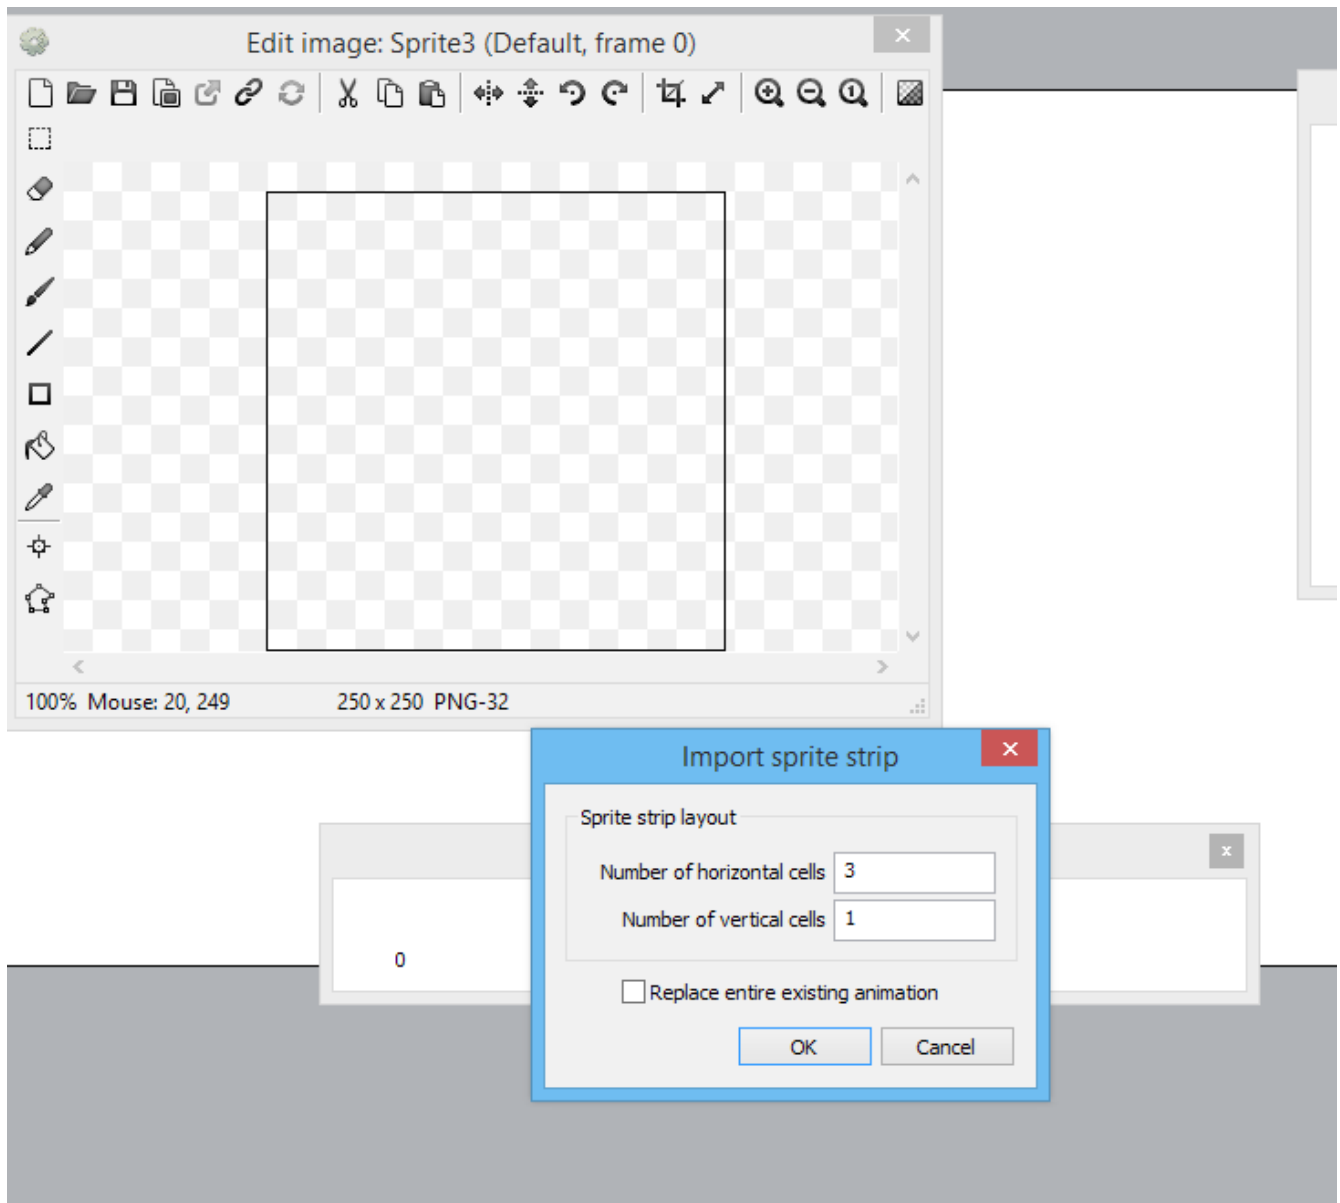 Edit image: Sprite3 (Default, frame 0)
100% Mouse: 20, 249 250 x 250 PNG-32
Import sprite strip
Sprite strip layout
Number of horizontal cells 3
Number of vertical cells 1
0
Replace entire existing animation
OK Cancel